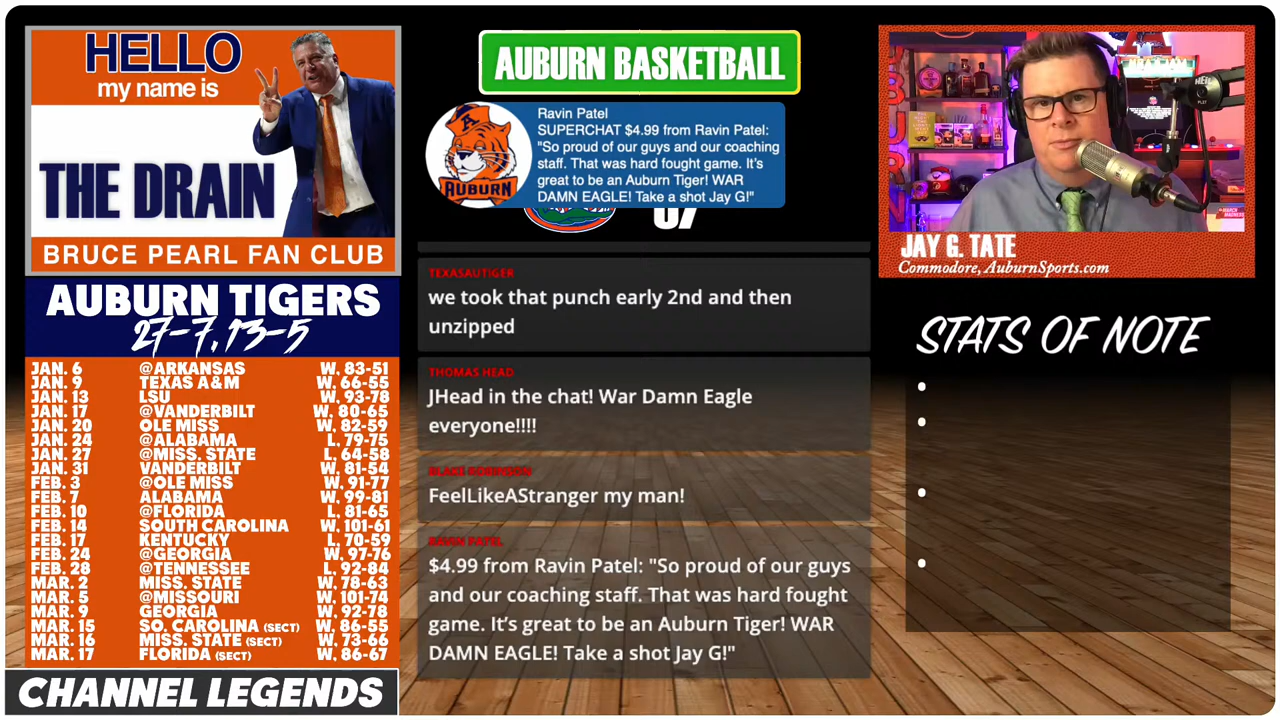 HELLO
my name is
THE DRAIN
BRUCE PEARL FAN CLUB
AUBURN TIGERS
27-7, 13-5
JAN. 6 @ARKANSAS W, 83-51
JAN. 9 TEXAS A&M W, 66-55
JAN. 13 LSU W, 93-78
JAN. 17 @VANDERBILT W, 80-65
JAN. 20 OLE MISS W, 82-59
JAN. 24 @ALABAMA L, 79-75
JAN. 27 @MISS. STATE L, 64-58
JAN. 31 VANDERBILT W, 81-54
FEB. 3 @OLE MISS W, 91-77
FEB. 7 ALABAMA W, 99-81
FEB. 10 @FLORIDA L, 81-65
FEB. 14 SOUTH CAROLINA W, 101-61
FEB. 17 KENTUCKY L, 70-59
FEB. 24 @GEORGIA W, 97-76
FEB. 28 @TENNESSEE L, 92-84
MAR. 2 MISS. STATE W, 78-63
MAR. 5 @MISSOURI W, 101-74
MAR. 9 GEORGIA W, 92-78
MAR. 15 SO. CAROLINA (SECT) W, 86-55
MAR. 16 MISS. STATE (SECT) W, 73-66
MAR. 17 FLORIDA (SECT) W, 86-67
CHANNEL LEGENDS
AUBURN BASKETBALL
AUBURN
Ravin Patel
SUPERCHAT $4.99 from Ravin Patel:
"So proud of our guys and our coaching
staff. That was hard fought game. It's
great to be an Auburn Tiger! WAR
DAMN EAGLE! Take a shot Jay G!"
TEXASAUTIGER
we took that punch early 2nd and then
unzipped
THOMAS HEAD
JHead in the chat! War Damn Eagle
everyone!!!!
BLAKE ROBINSON
FeelLikeAStranger my man!
RAVIN PATEL
$4.99 from Ravin Patel: "So proud of our guys
and our coaching staff. That was hard fought
game. It's great to be an Auburn Tiger! WAR
DAMN EAGLE! Take a shot Jay G!"
JAY G. TATE
Commodore, AuburnSports.com
STATS OF NOTE